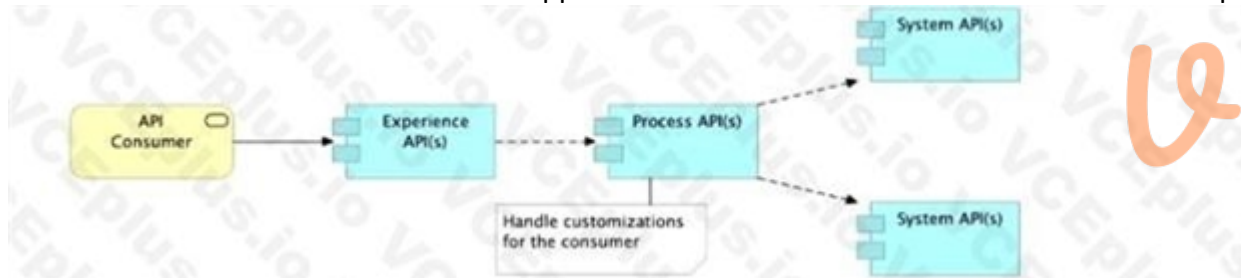 System API(s)
API
Consumer
Experience
API(s)
Process API(s)
Handle customizations
for the consumer
System API(s)